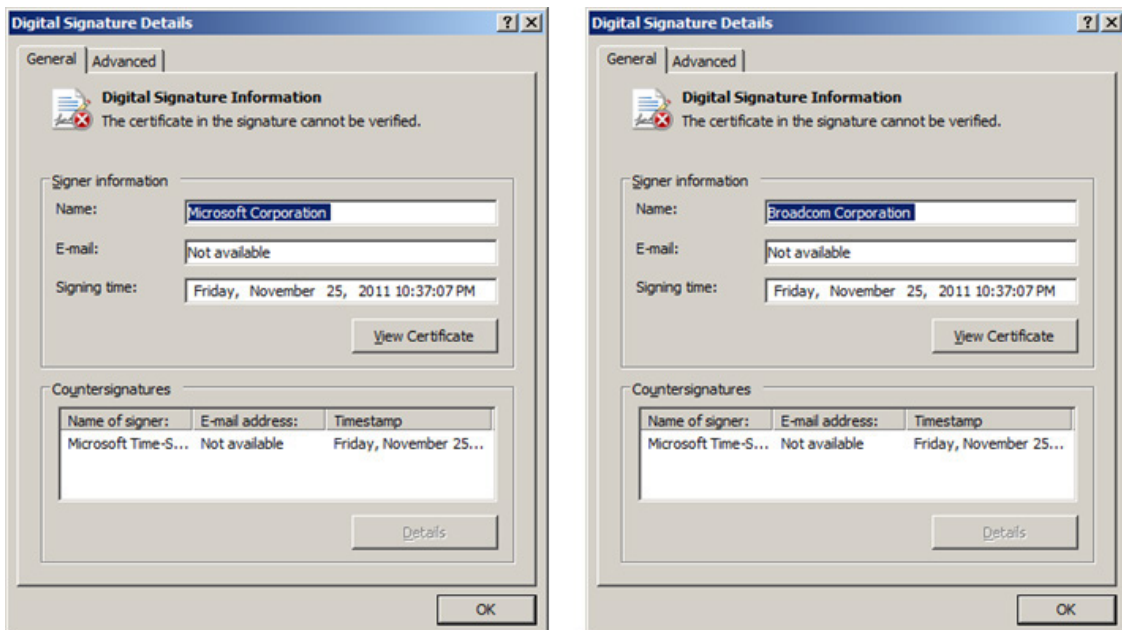 Digital Signature Details
General Advanced
Digital Signature Information
The certificate in the signature cannot be verified.
Signer information
Name: Microsoft Corporation
E-mail: Not available
Signing time: Friday, November 25, 2011 10:37:07 PM
View Certificate
Countersignatures
Name of signer: E-mail address: Timestamp
Microsoft Time-S... Not available Friday, November 25...
Details
OK
Digital Signature Details
General Advanced
Digital Signature Information
The certificate in the signature cannot be verified.
Signer information
Name: Broadcom Corporation
E-mail: Not available
Signing time: Friday, November 25, 2011 10:37:07 PM
View Certificate
Countersignatures
Name of signer: E-mail address: Timestamp
Microsoft Time-S... Not available Friday, November 25...
Details
OK